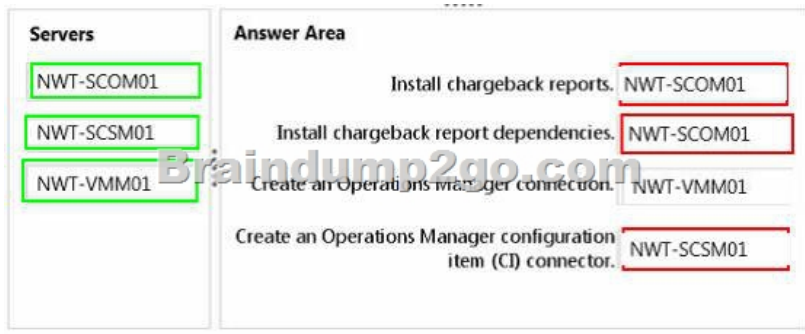 Servers
Answer Area
NWT-SCOM01
Install chargeback reports. NWT-SCOM01
NWT-SCSM01
Install chargeback report dependencies. NWT-SCOM01
Braindump2go.com
NWT-VMM01
Create an Operations Manager connection. NWT-VMM01
Create an Operations Manager configuration
item (CI) connector. NWT-SCSM01